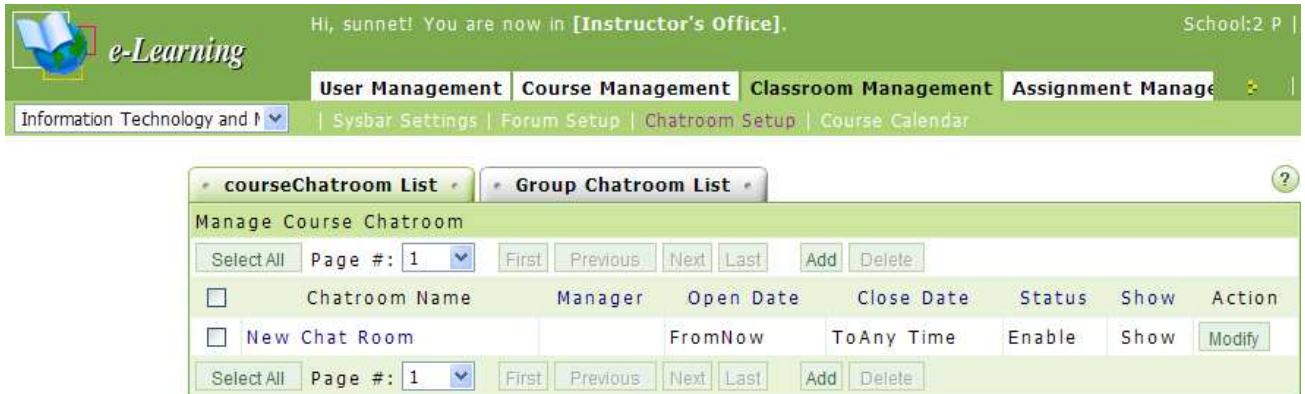 Hi, sunnet! You are now in [Instructor's Office]. School:2 P |
e-Learning
User Management Course Management Classroom Management Assignment Manage
Information Technology and | Sysbar Settings | Forum Setup | Chatroom Setup | Course Calendar
courseChatroom List Group Chatroom List ?
Manage Course Chatroom
Select All Page #: 1 First Previous Next Last Add Delete
Chatroom Name Manager Open Date Close Date Status Show Action
New Chat Room FromNow ToAny Time Enable Show Modify
Select All Page #: 1 First Previous Next Last Add Delete